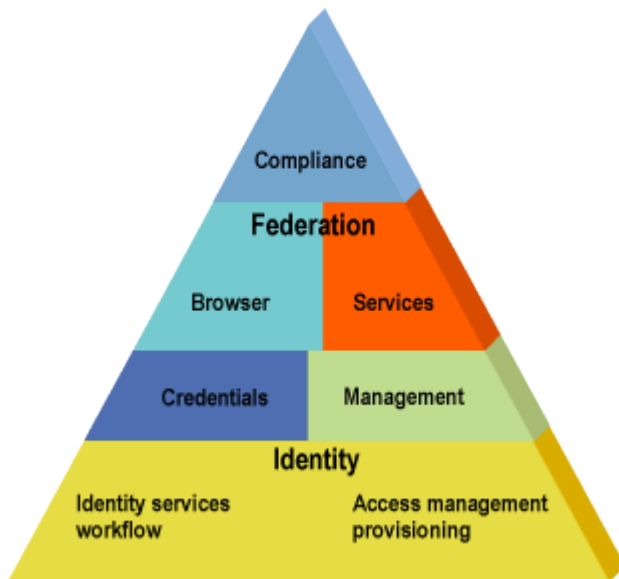 Compliance
Federation
Browser
Services
Credentials
Management
Identity
Identity services
workflow
Access management
provisioning